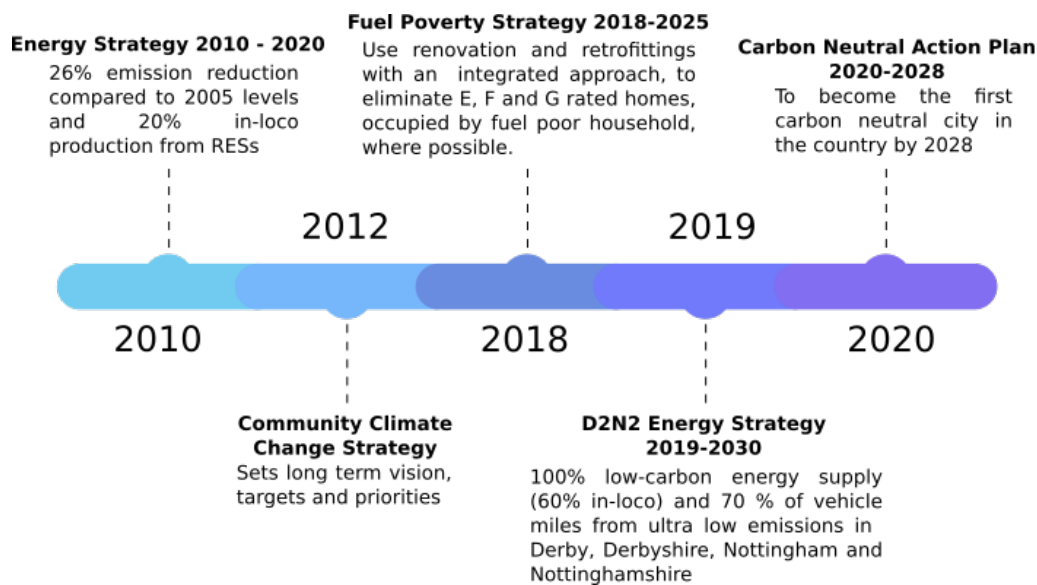 Energy Strategy 2010 - 2020
26% emission reduction
compared to 2005 levels
and 20% in-loco
production from RESs
Fuel Poverty Strategy 2018-2025
Use renovation and retrofittings
with an integrated approach, to
eliminate E, F and G rated homes,
occupied by fuel poor household,
where possible.
Carbon Neutral Action Plan
2020-2028
To become the first
carbon neutral city in
the country by 2028
2012
2019
2010
2018
2020
Community Climate
Change Strategy
Sets long term vision,
targets and priorities
D2N2 Energy Strategy
2019-2030
100% low-carbon energy supply
(60% in-loco) and 70 % of vehicle
miles from ultra low emissions in
Derby, Derbyshire, Nottingham and
Nottinghamshire